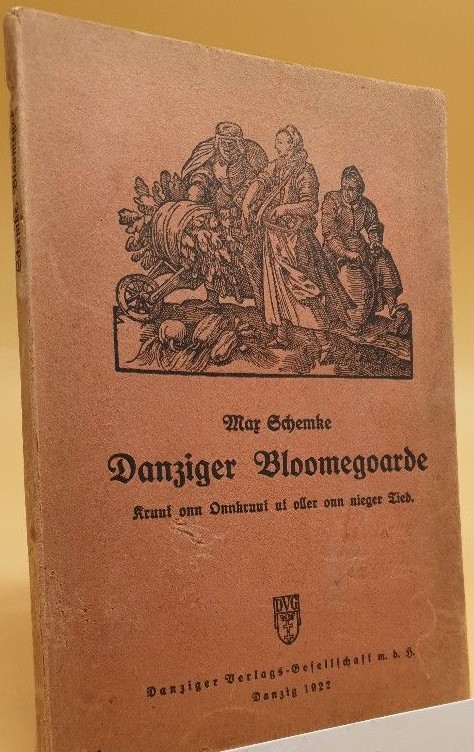 Max Schemke
Danziger Bloomegoarde
Kruut onn Onnkruut ut oller onn nieger Tied.
DVG
Danziger Verlags-Gesellschaft m. b. H.
Danzig 1922